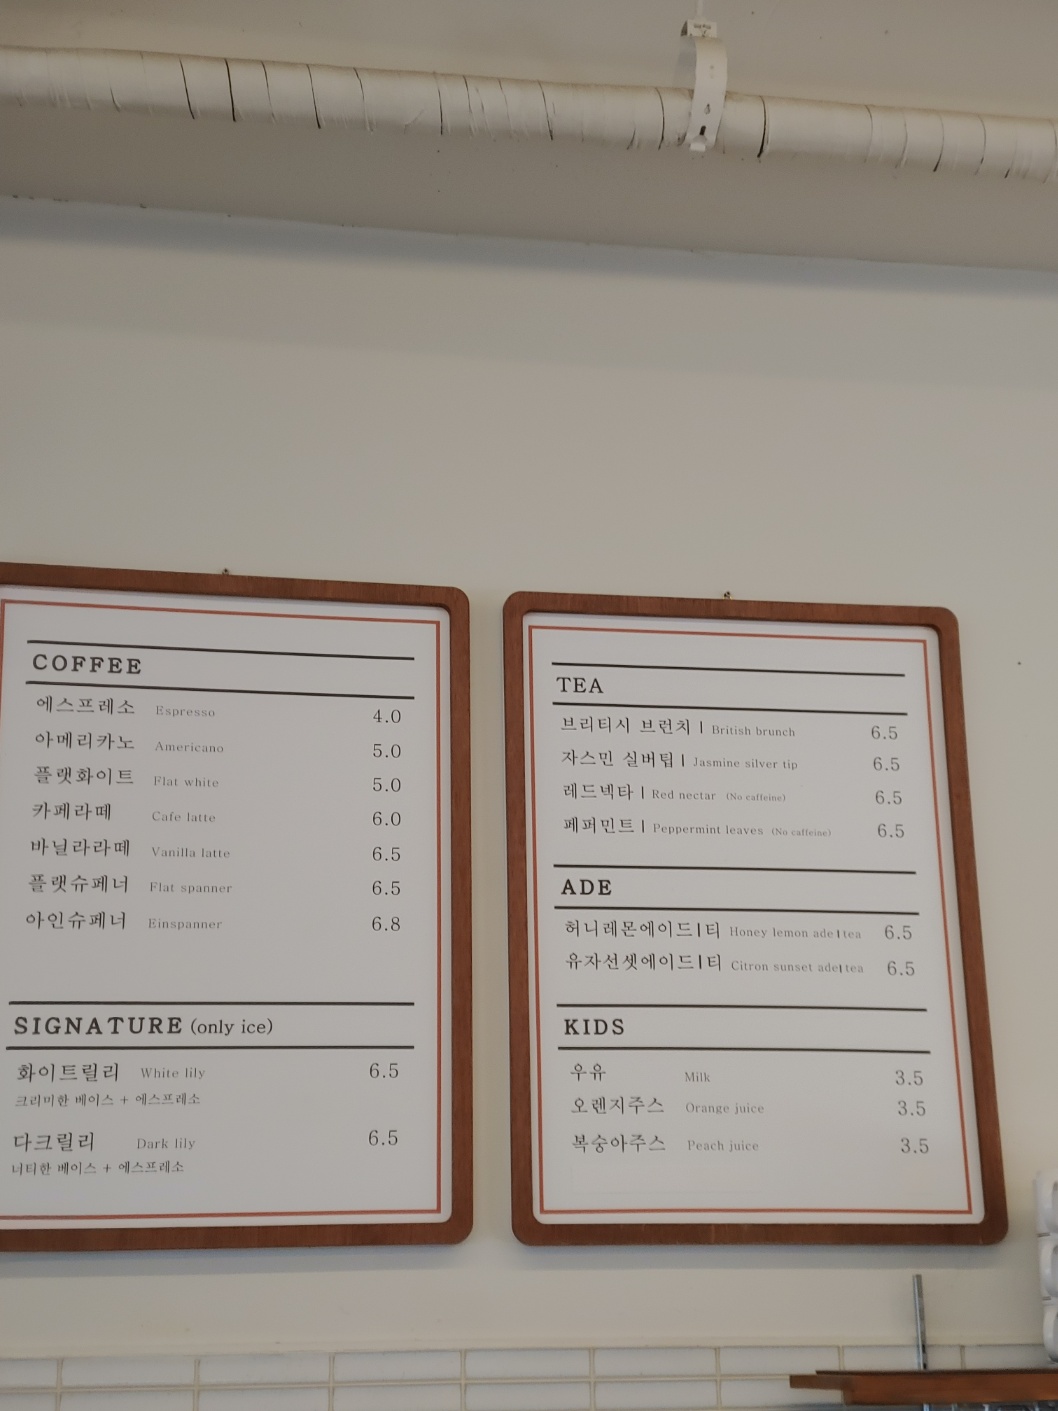 COFFEE
에스프레소 Espresso 4.0
아메리카노 Americano 5.0
플랫화이트 Flat white 5.0
카페라떼 Cafe latte 6.0
바닐라라떼 Vanilla latte 6.5
플랫슈페너 Flat spanner 6.5
아인슈페너 Einspanner 6.8
SIGNATURE (only ice)
화이트릴리 White lily 6.5
크리미한 베이스 + 에스프레소
다크릴리 Dark lily 6.5
너티한 베이스 + 에스프레소
TEA
브리티시 브런치 | British brunch 6.5
자스민 실버팁 | Jasmine silver tip 6.5
레드넥타 | Red nectar (No caffeine) 6.5
페퍼민트 | Peppermint leaves (No caffeine) 6.5
ADE
허니레몬에이드|티 Honey lemon ade|tea 6.5
유자선셋에이드|티 Citron sunset ade|tea 6.5
KIDS
우유 Milk 3.5
오렌지주스 Orange juice 3.5
복숭아주스 Peach juice 3.5